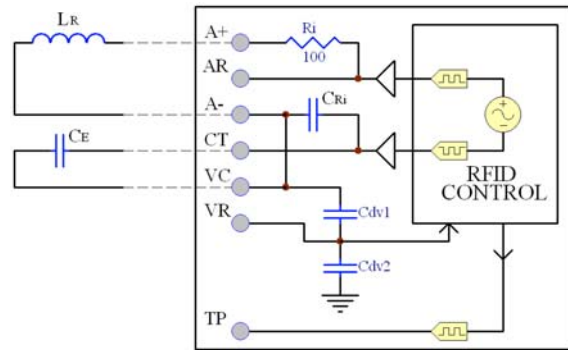 LR
A+
Ri
100
AR
A-
CRi
CE
CT
RFID
CONTROL
VC
Cdv1
VR
Cdv2
TP